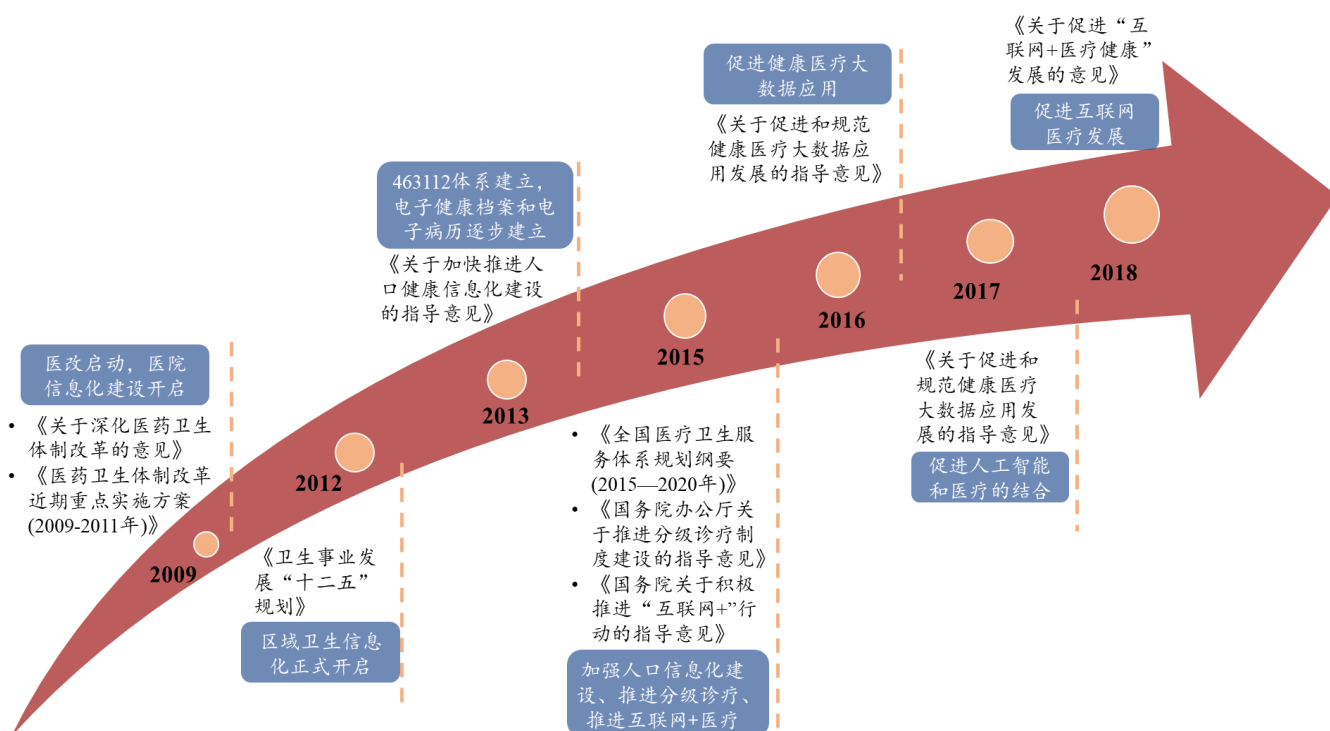 医改启动，医院
信息化建设开启
• 《关于深化医药卫生
体制改革的意见》
• 《医药卫生体制改革
近期重点实施方案
(2009-2011年)》
2009
2012
《卫生事业发
展“十二五”
规划》
区域卫生信息
化正式开启
463112体系建立，
电子健康档案和电
子病历逐步建立
《关于加快推进人
口健康信息化建设
的指导意见》
2013
2015
• 《全国医疗卫生服
务体系规划纲要
(2015—2020年)》
• 《国务院办公厅关
于推进分级诊疗制
度建设的指导意见》
• 《国务院关于积极
推进“互联网+”行
动的指导意见》
加强人口信息化建
设、推进分级诊疗、
推进互联网+医疗
促进健康医疗大
数据应用
《关于促进和规范
健康医疗大数据应
用发展的指导意见》
2016
2017
《关于促进和
规范健康医疗
大数据应用发
展的指导意见》
促进人工智能
和医疗的结合
《关于促进“互
联网+医疗健康”
发展的意见》
促进互联网
医疗发展
2018